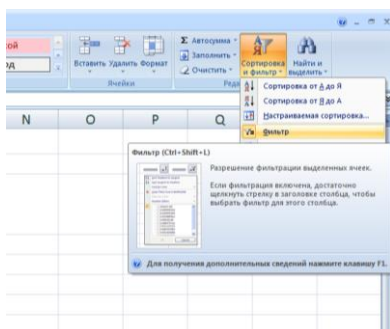 ой
од
Вставить Удалить Формат
Ячейки
Σ Автосумма
Заполнить
Очистить
Реда
Сортировка и фильтр
Найти и выделить
Сортировка от А до Я
Сортировка от Я до А
Настраиваемая сортировка...
Фильтр
N O P Q
Фильтр (Ctrl+Shift+L)
Разрешение фильтрации выделенных ячеек.
Если фильтрация включена, достаточно
щелкнуть стрелку в заголовке столбца, чтобы
выбрать фильтр для этого столбца.
Для получения дополнительных сведений нажмите клавишу F1.